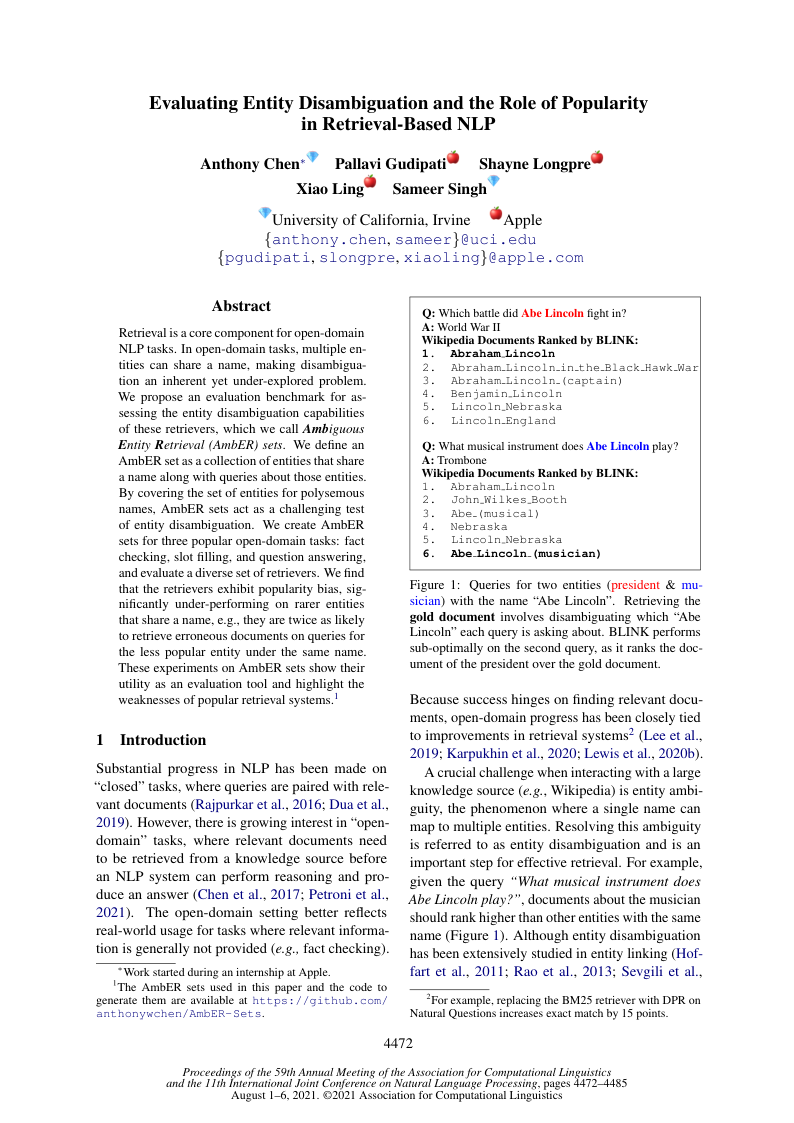 Evaluating Entity Disambiguation and the Role of Popularity
in Retrieval-Based NLP
Anthony Chen∗ Pallavi Gudipati Shayne Longpre
Xiao Ling Sameer Singh
University of California, Irvine Apple
{anthony.chen, sameer}@uci.edu
{pgudipati, slongpre, xiaoling}@apple.com
Abstract
Retrieval is a core component for open-domain
NLP tasks. In open-domain tasks, multiple en-
tities can share a name, making disambigua-
tion an inherent yet under-explored problem.
We propose an evaluation benchmark for as-
sessing the entity disambiguation capabilities
of these retrievers, which we call Ambiguous
Entity Retrieval (AmbER) sets. We define an
AmbER set as a collection of entities that share
a name along with queries about those entities.
By covering the set of entities for polysemous
names, AmbER sets act as a challenging test
of entity disambiguation. We create AmbER
sets for three popular open-domain tasks: fact
checking, slot filling, and question answering,
and evaluate a diverse set of retrievers. We find
that the retrievers exhibit popularity bias, sig-
nificantly under-performing on rarer entities
that share a name, e.g., they are twice as likely
to retrieve erroneous documents on queries for
the less popular entity under the same name.
These experiments on AmbER sets show their
utility as an evaluation tool and highlight the
weaknesses of popular retrieval systems.1
1 Introduction
Substantial progress in NLP has been made on
“closed” tasks, where queries are paired with rele-
vant documents (Rajpurkar et al., 2016; Dua et al.,
2019). However, there is growing interest in “open-
domain” tasks, where relevant documents need
to be retrieved from a knowledge source before
an NLP system can perform reasoning and pro-
duce an answer (Chen et al., 2017; Petroni et al.,
2021). The open-domain setting better reflects
real-world usage for tasks where relevant informa-
tion is generally not provided (e.g., fact checking).
∗Work started during an internship at Apple.
1The AmbER sets used in this paper and the code to
generate them are available at https://github.com/
anthonywchen/AmbER-Sets.
Q: Which battle did Abe Lincoln fight in?
A: World War II
Wikipedia Documents Ranked by BLINK:
1. Abraham_Lincoln
2. Abraham_Lincoln_in_the_Black_Hawk_War
3. Abraham_Lincoln_(captain)
4. Benjamin_Lincoln
5. Lincoln_Nebraska
6. Lincoln_England
Q: What musical instrument does Abe Lincoln play?
A: Trombone
Wikipedia Documents Ranked by BLINK:
1. Abraham_Lincoln
2. John_Wilkes_Booth
3. Abe_(musical)
4. Nebraska
5. Lincoln_Nebraska
6. Abe_Lincoln_(musician)
Figure 1: Queries for two entities (president & mu-
sician) with the name “Abe Lincoln”. Retrieving the
gold document involves disambiguating which “Abe
Lincoln” each query is asking about. BLINK performs
sub-optimally on the second query, as it ranks the doc-
ument of the president over the gold document.
Because success hinges on finding relevant docu-
ments, open-domain progress has been closely tied
to improvements in retrieval systems2 (Lee et al.,
2019; Karpukhin et al., 2020; Lewis et al., 2020b).
A crucial challenge when interacting with a large
knowledge source (e.g., Wikipedia) is entity ambi-
guity, the phenomenon where a single name can
map to multiple entities. Resolving this ambiguity
is referred to as entity disambiguation and is an
important step for effective retrieval. For example,
given the query “What musical instrument does
Abe Lincoln play?”, documents about the musician
should rank higher than other entities with the same
name (Figure 1). Although entity disambiguation
has been extensively studied in entity linking (Hof-
fart et al., 2011; Rao et al., 2013; Sevgili et al.,
2For example, replacing the BM25 retriever with DPR on
Natural Questions increases exact match by 15 points.
4472
Proceedings of the 59th Annual Meeting of the Association for Computational Linguistics
and the 11th International Joint Conference on Natural Language Processing, pages 4472–4485
August 1–6, 2021. ©2021 Association for Computational Linguistics